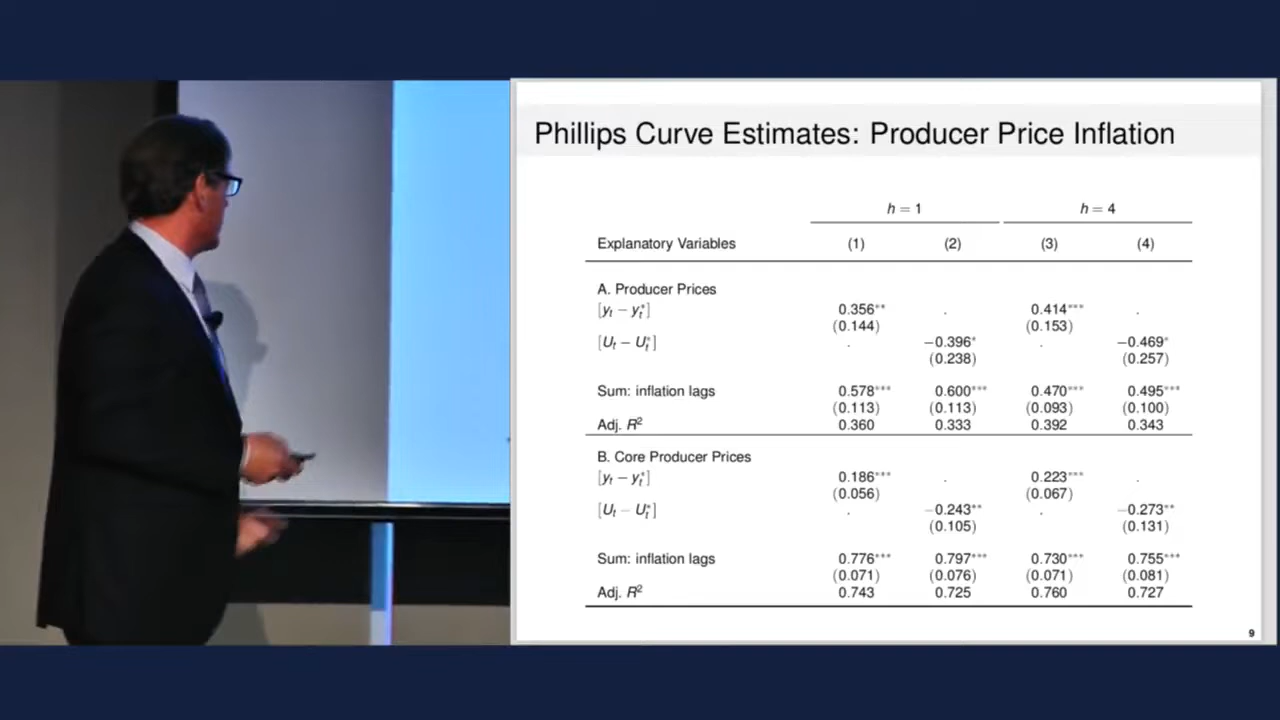 Phillips Curve Estimates: Producer Price Inflation
h = 1 h = 4
Explanatory Variables (1) (2) (3) (4)
A. Producer Prices
[yₜ − yₜ*] 0.356** . 0.414*** .
(0.144) (0.153)
[Uₜ − Uₜ*] . −0.396* . −0.469*
(0.238) (0.257)
Sum: inflation lags 0.578*** 0.600*** 0.470*** 0.495***
(0.113) (0.113) (0.093) (0.100)
Adj. R² 0.360 0.333 0.392 0.343
B. Core Producer Prices
[yₜ − yₜ*] 0.186*** . 0.223*** .
(0.056) (0.067)
[Uₜ − Uₜ*] . −0.243** . −0.273**
(0.105) (0.131)
Sum: inflation lags 0.776*** 0.797*** 0.730*** 0.755***
(0.071) (0.076) (0.071) (0.081)
Adj. R² 0.743 0.725 0.760 0.727
9